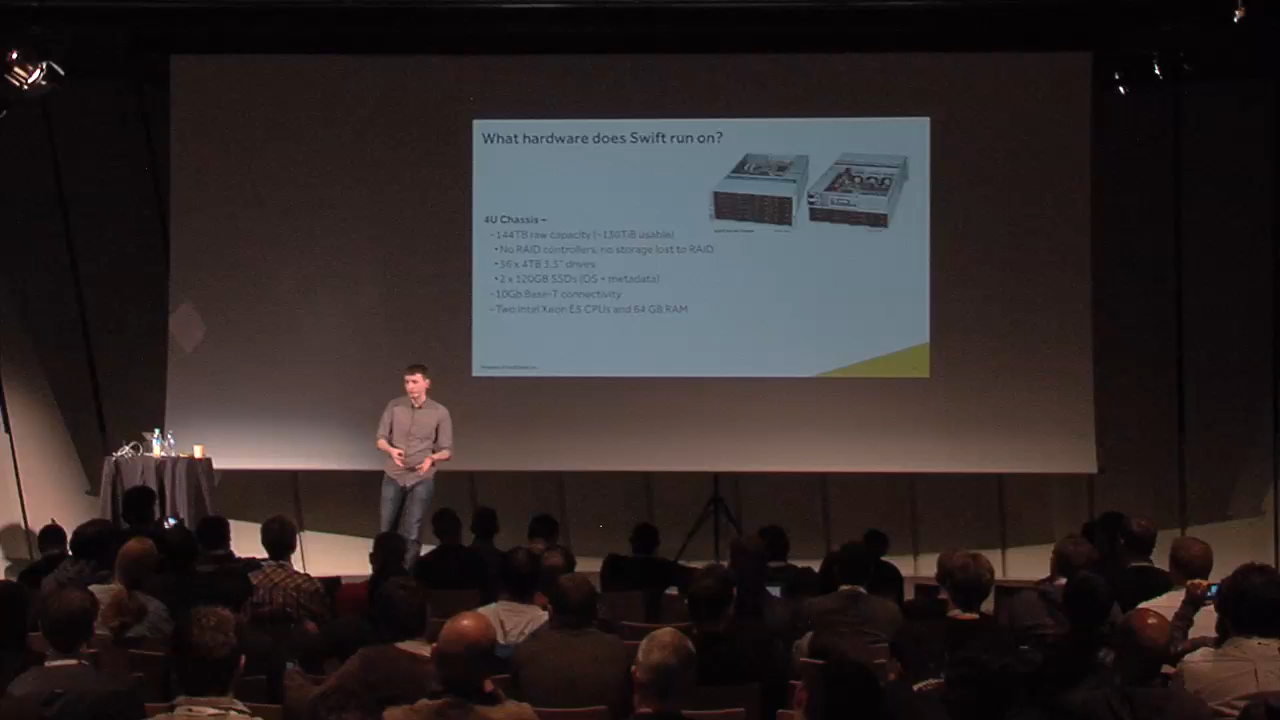 What hardware does Swift run on?
4U Chassis –
–144TB raw capacity (~130TiB usable)
•No RAID controllers, no storage lost to RAID
•36 x 4TB 3.5" drives
•2 x 120GB SSDs (OS + metadata)
–10Gb Base-T connectivity
–Two Intel Xeon E5 CPUs and 64 GB RAM